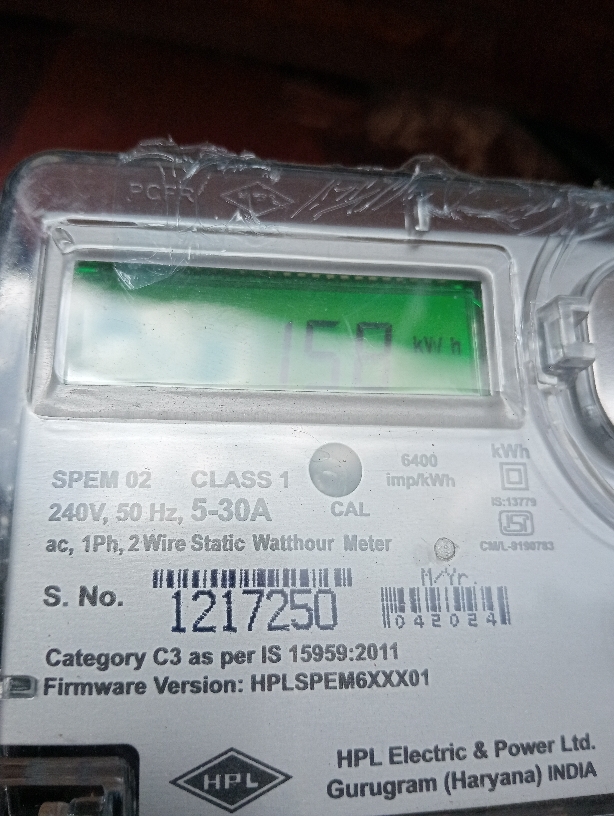 HPL
158 kWh
SPEM 02 CLASS 1
6400 imp/kWh
kWh
240V, 50 Hz, 5-30A
CAL
IS:13779
ac, 1Ph, 2 Wire Static Watthour Meter
S. No. 1217250
M/Yr.
042024
Category C3 as per IS 15959:2011
Firmware Version: HPLSPEM6XXX01
HPL
HPL Electric & Power Ltd.
Gurugram (Haryana) INDIA